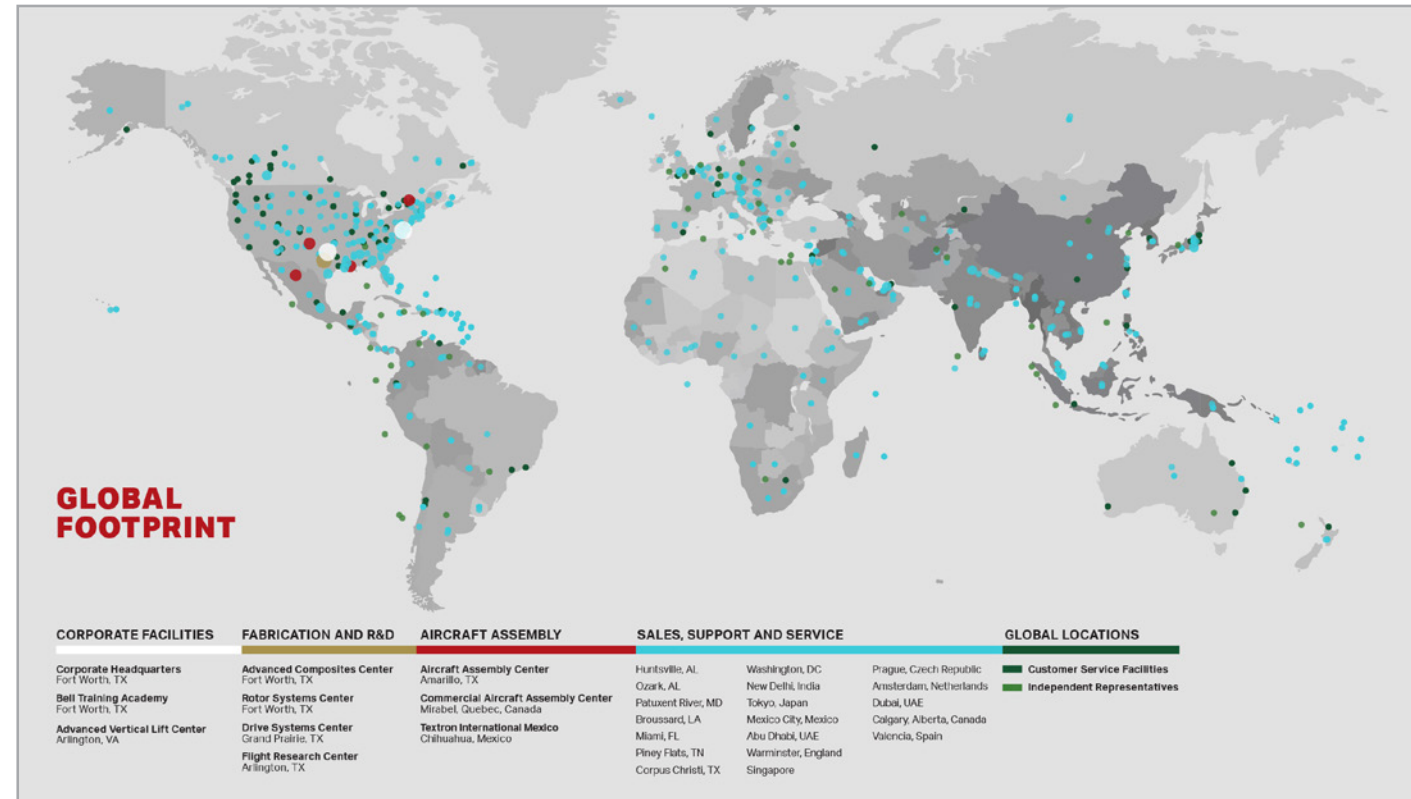 GLOBAL
FOOTPRINT
CORPORATE FACILITIES
Corporate Headquarters
Fort Worth, TX
Bell Training Academy
Fort Worth, TX
Advanced Vertical Lift Center
Arlington, VA
FABRICATION AND R&D
Advanced Composites Center
Fort Worth, TX
Rotor Systems Center
Fort Worth, TX
Drive Systems Center
Grand Prairie, TX
Flight Research Center
Arlington, TX
AIRCRAFT ASSEMBLY
Aircraft Assembly Center
Amarillo, TX
Commercial Aircraft Assembly Center
Mirabel, Quebec, Canada
Textron International Mexico
Chihuahua, Mexico
SALES, SUPPORT AND SERVICE
Huntsville, AL
Ozark, AL
Patuxent River, MD
Broussard, LA
Miami, FL
Piney Flats, TN
Corpus Christi, TX
Washington, DC
New Delhi, India
Tokyo, Japan
Mexico City, Mexico
Abu Dhabi, UAE
Warminster, England
Singapore
Prague, Czech Republic
Amsterdam, Netherlands
Dubai, UAE
Calgary, Alberta, Canada
Valencia, Spain
GLOBAL LOCATIONS
Customer Service Facilities
Independent Representatives